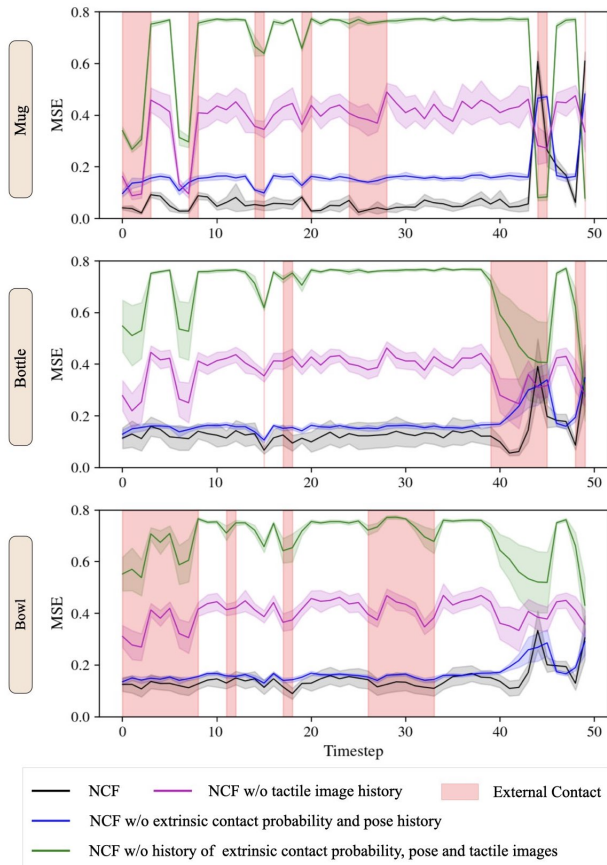 Mug
MSE
0.8
0.6
0.4
0.2
0.0
0 10 20 30 40 50
Bottle
MSE
0.8
0.6
0.4
0.2
0.0
0 10 20 30 40 50
Bowl
MSE
0.8
0.6
0.4
0.2
0.0
0 10 20 30 40 50
Timestep
NCF NCF w/o tactile image history External Contact
NCF w/o extrinsic contact probability and pose history
NCF w/o history of extrinsic contact probability, pose and tactile images